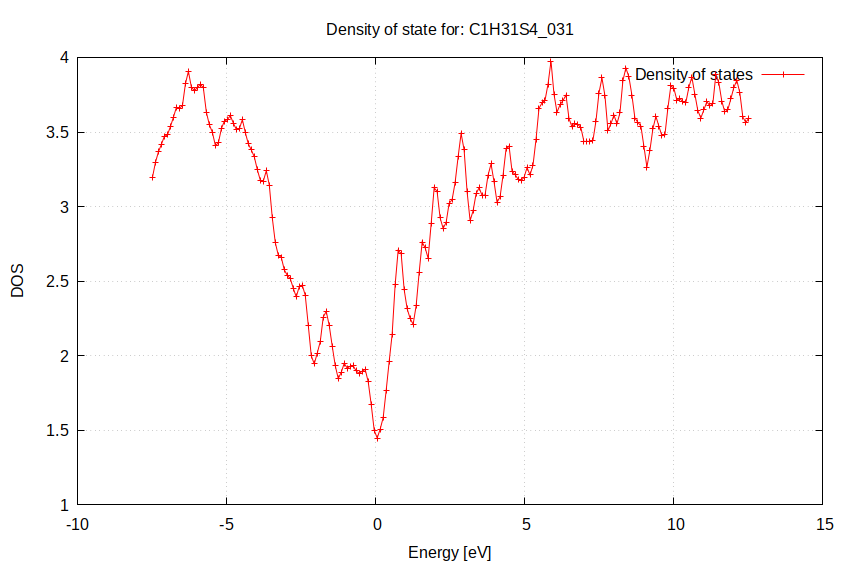 Density of state for: C1H31S4_031
4
Density of states
3.5
3
DOS
2.5
2
1.5
1
-10 -5 0 5 10 15
Energy [eV]